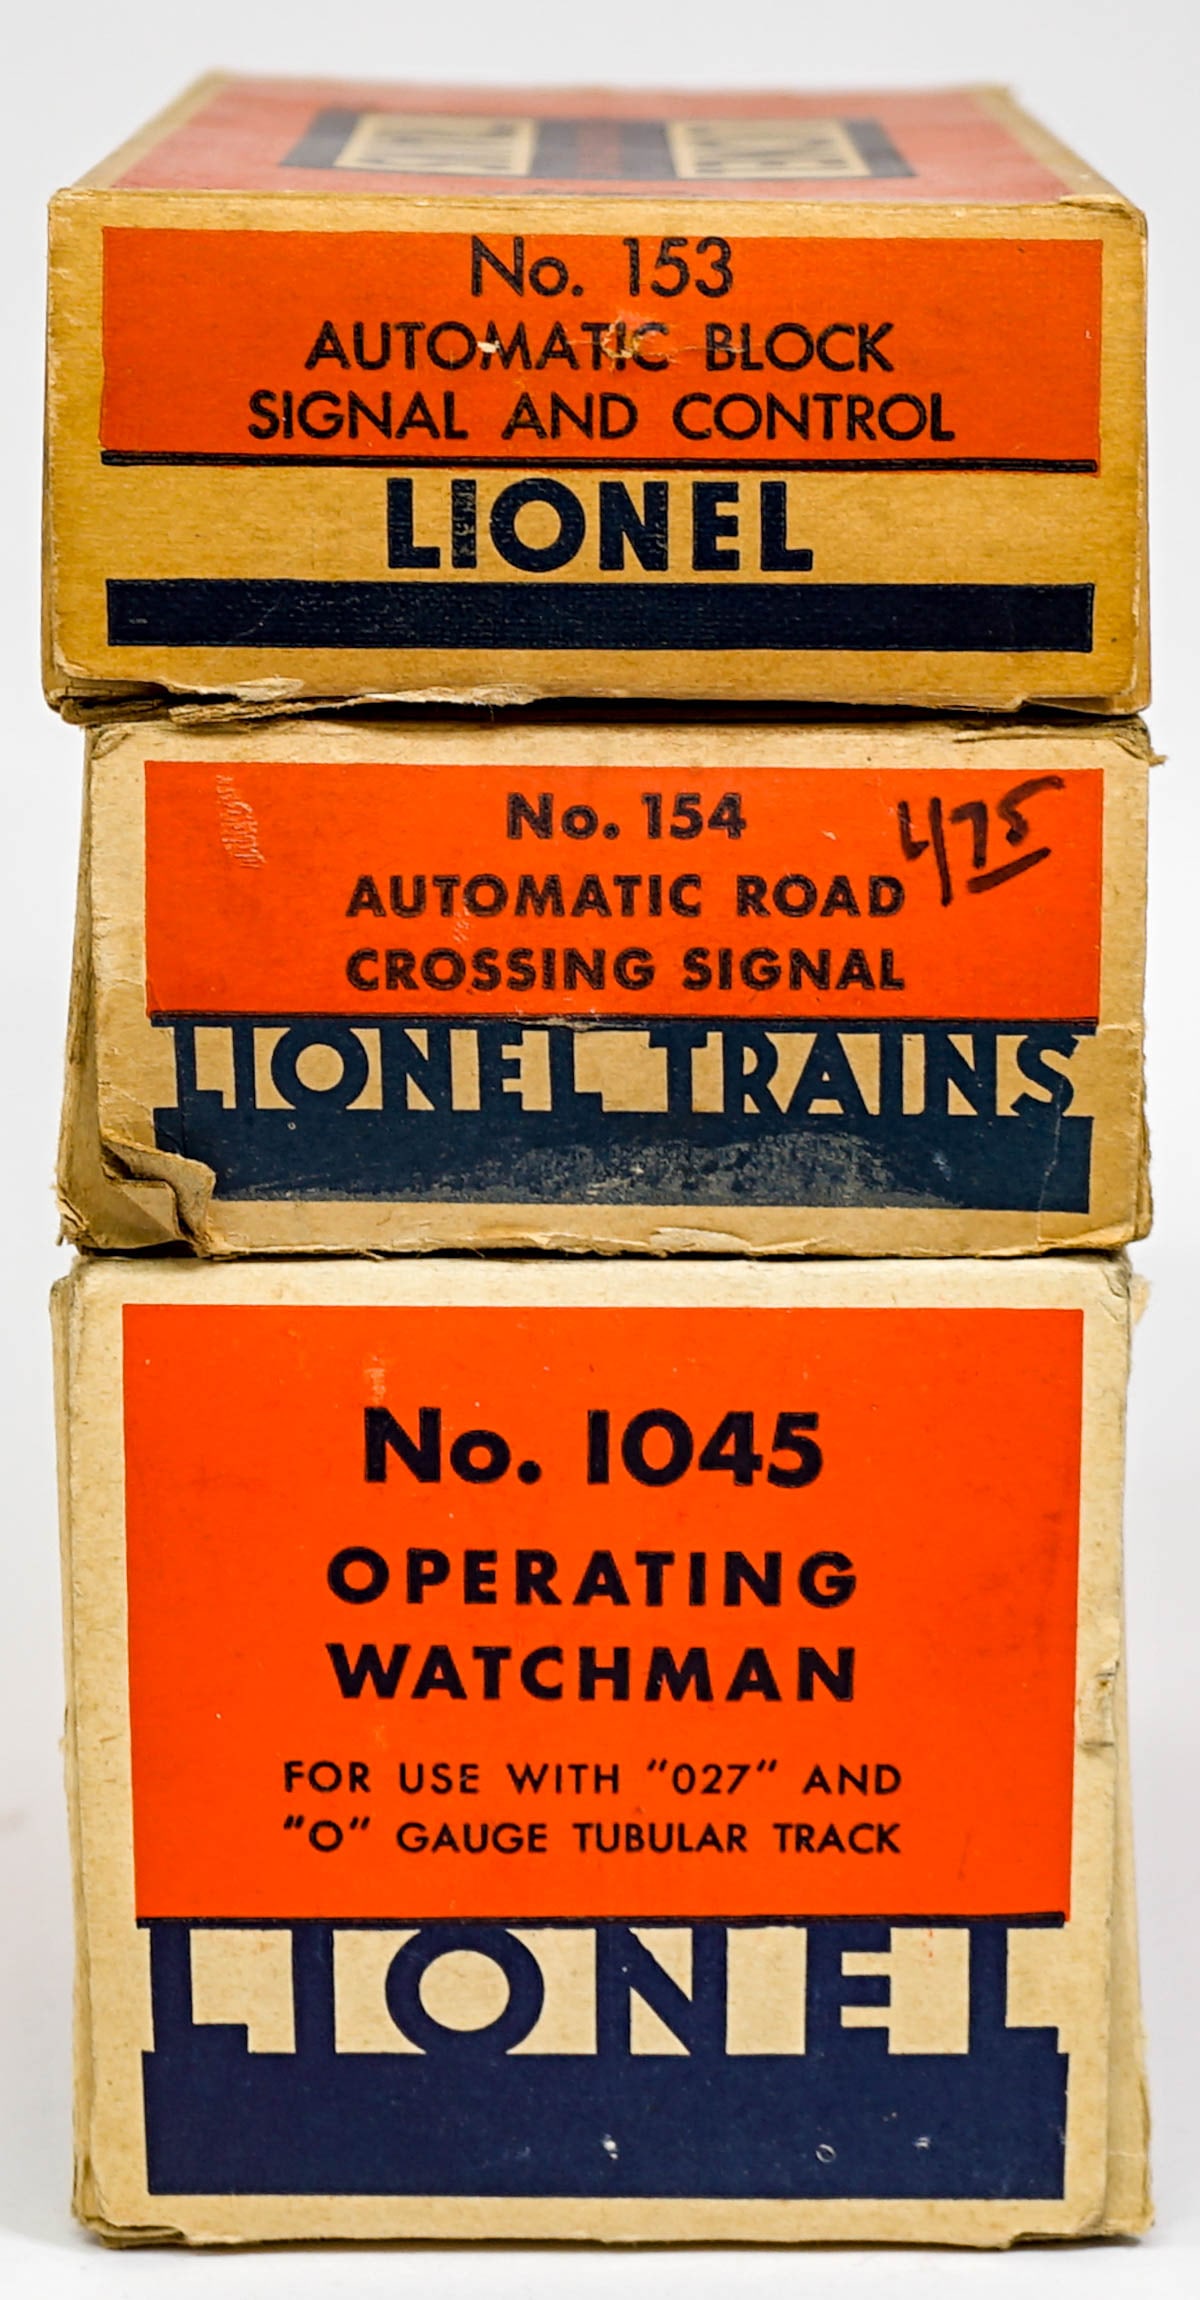 No. 153
AUTOMATIC BLOCK
SIGNAL AND CONTROL
LIONEL
No. 154
475
AUTOMATIC ROAD
CROSSING SIGNAL
LIONEL TRAINS
No. 1045
OPERATING
WATCHMAN
FOR USE WITH "027" AND
"O" GAUGE TUBULAR TRACK
LIONEL